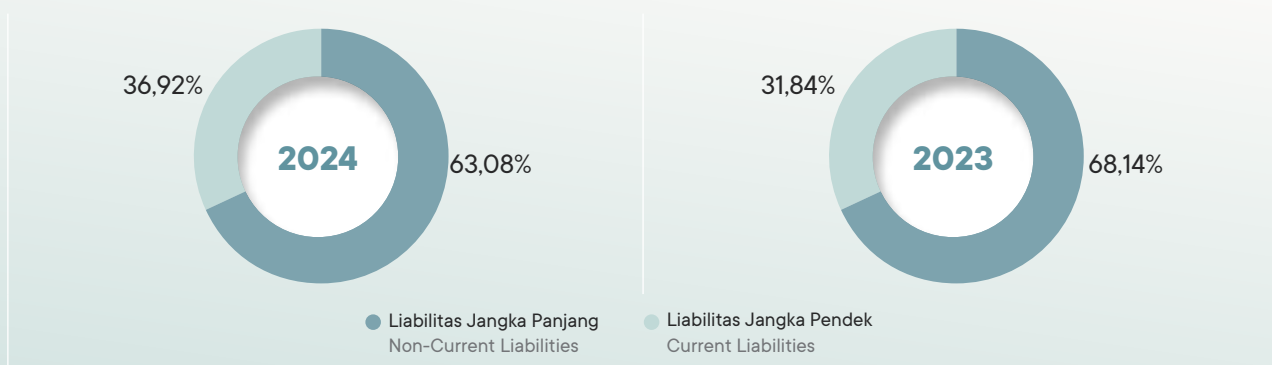 36,92%
2024
63,08%
31,84%
2023
68,14%
Liabilitas Jangka Panjang
Non-Current Liabilities
Liabilitas Jangka Pendek
Current Liabilities